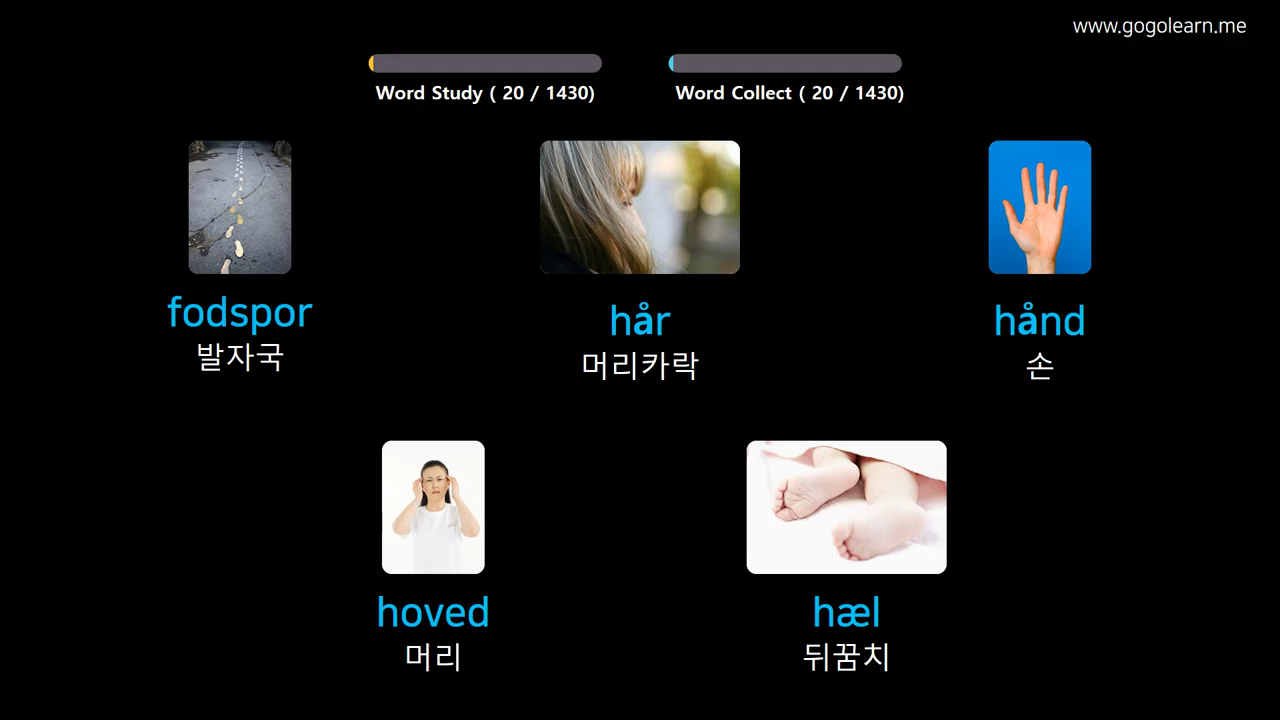 www.gogolearn.me
Word Study ( 20 / 1430)
Word Collect ( 20 / 1430)
fodspor
발자국
hår
머리카락
hånd
손
hoved
머리
hæl
뒤꿈치